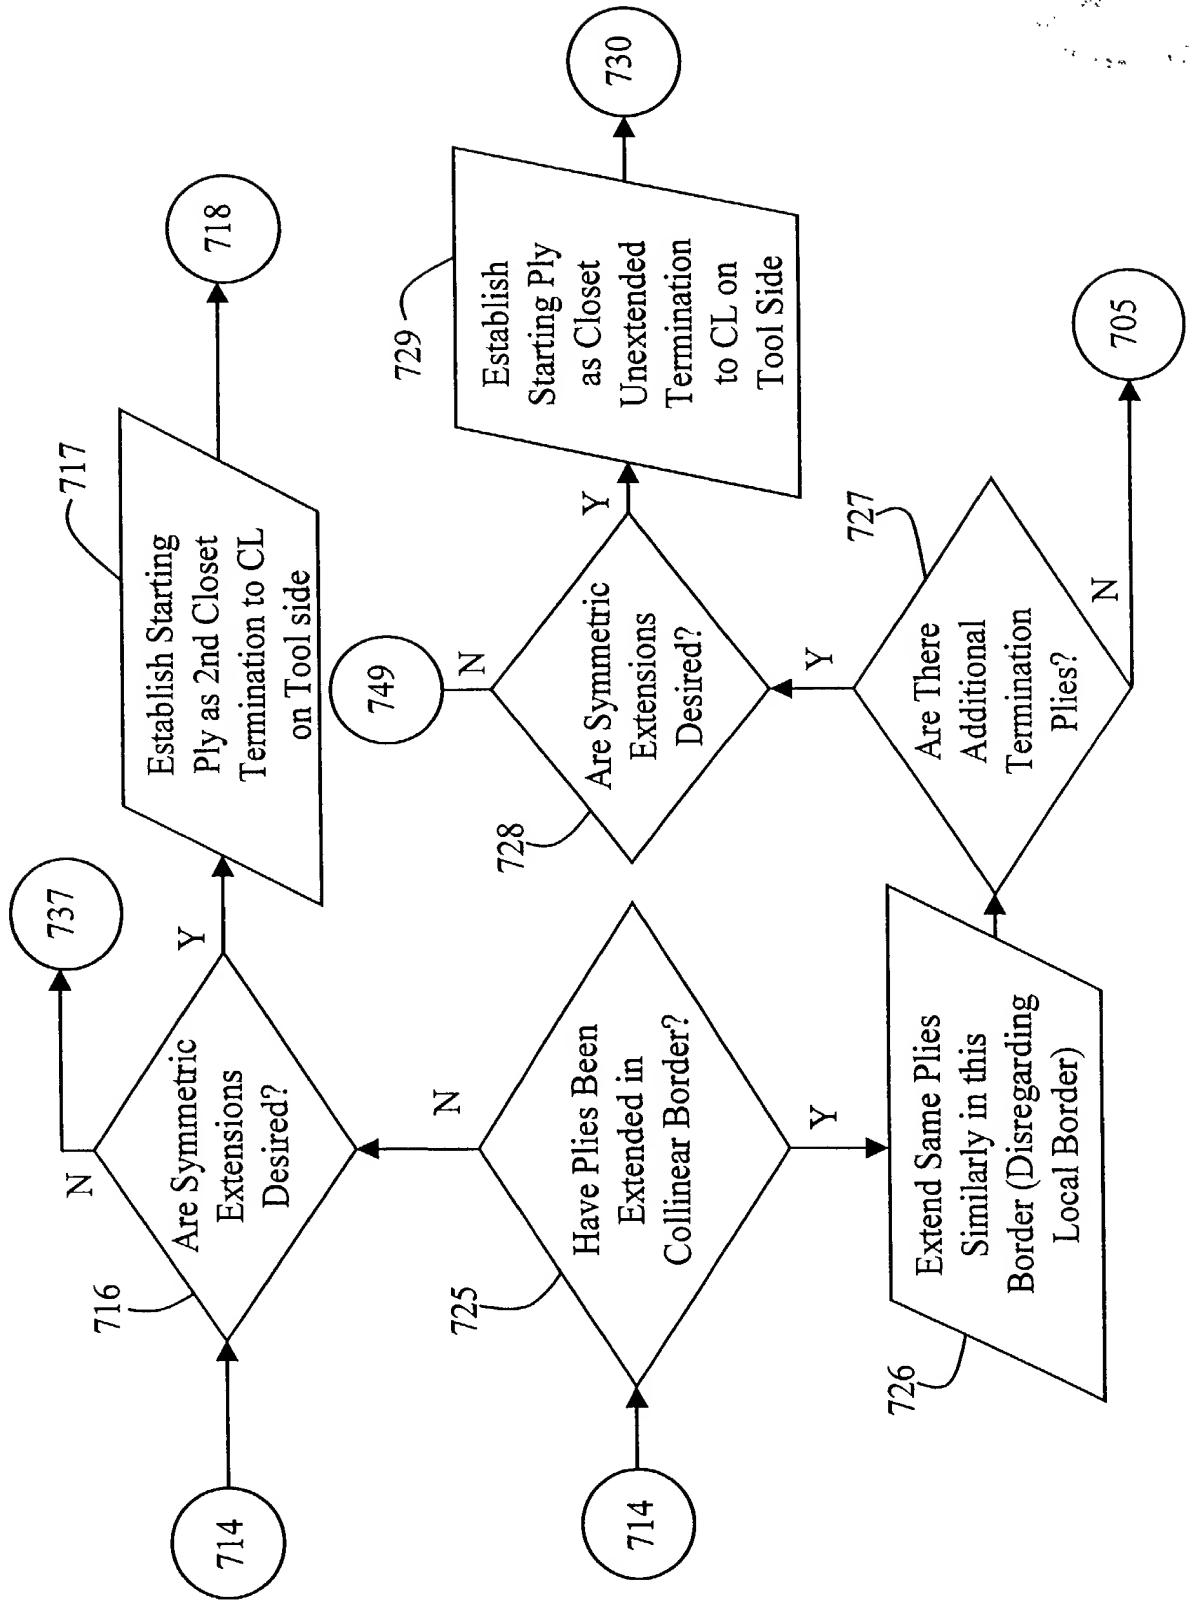 714
716
N
737
Are Symmetric
Extensions
Desired?
Y
717
Establish Starting
Ply as 2nd Closet
Termination to CL
on Tool side
718
714
725
N
Have Plies Been
Extended in
Collinear Border?
Y
749
N
728
Are Symmetric
Extensions
Desired?
Y
729
Establish
Starting Ply
as Closet
Unextended
Termination
to CL on
Tool Side
730
726
Extend Same Plies
Similarly in this
Border (Disregarding
Local Border)
Y
727
Are There
Additional
Termination
Plies?
N
705